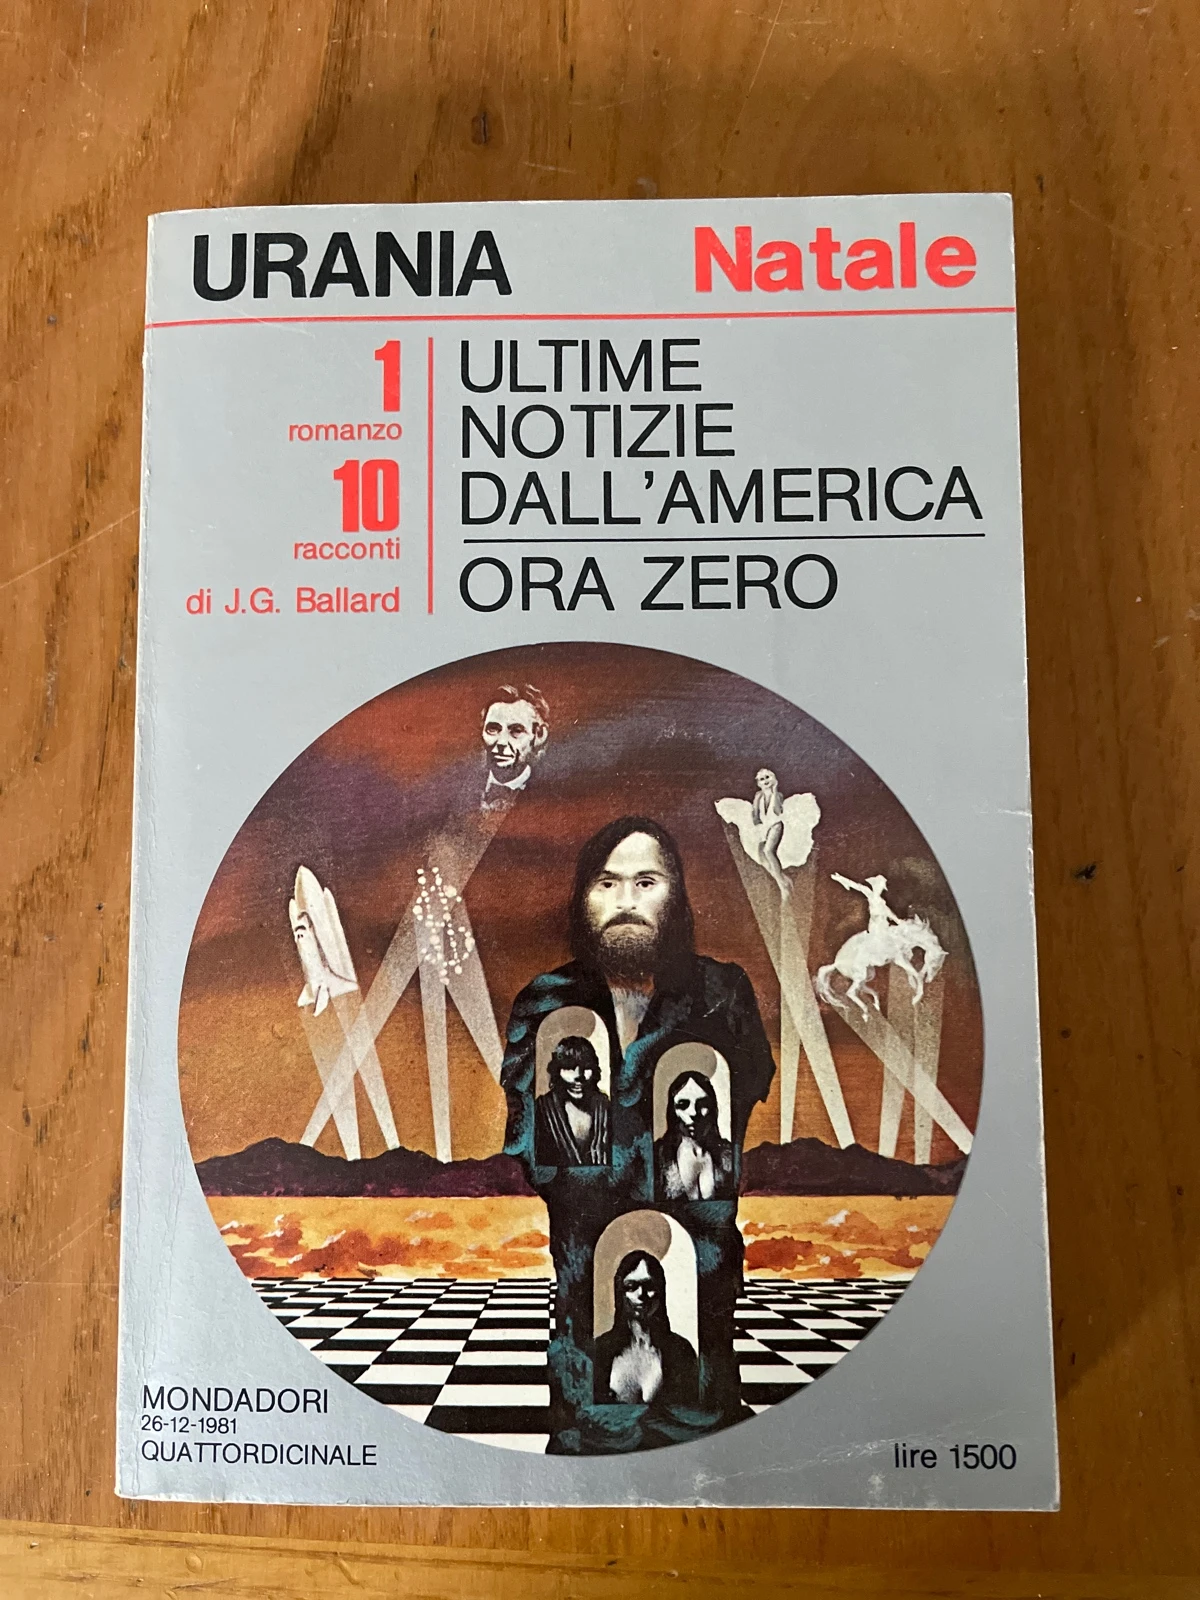 URANIA Natale
1
romanzo
10
racconti
di J.G. Ballard
ULTIME
NOTIZIE
DALL'AMERICA
ORA ZERO
MONDADORI
26-12-1981
QUATTORDICINALE
lire 1500